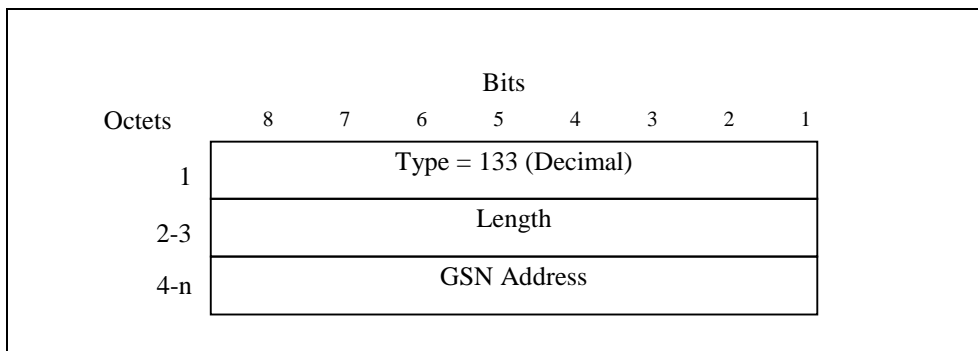 Bits
Octets 8 7 6 5 4 3 2 1
1 Type = 133 (Decimal)
2-3 Length
4-n GSN Address